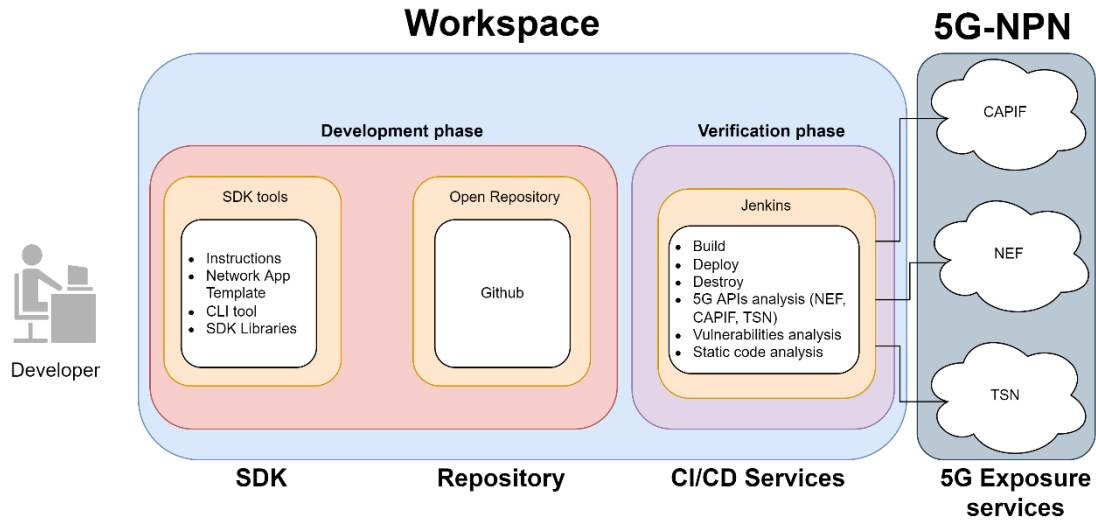 Workspace
5G-NPN
Development phase
Verification phase
SDK tools
• Instructions
• Network App
Template
• CLI tool
• SDK Libraries
Open Repository
Github
Jenkins
• Build
• Deploy
• Destroy
• 5G APIs analysis (NEF,
CAPIF, TSN)
• Vulnerabilities analysis
• Static code analysis
CAPIF
NEF
TSN
Developer
SDK
Repository
CI/CD Services
5G Exposure
services